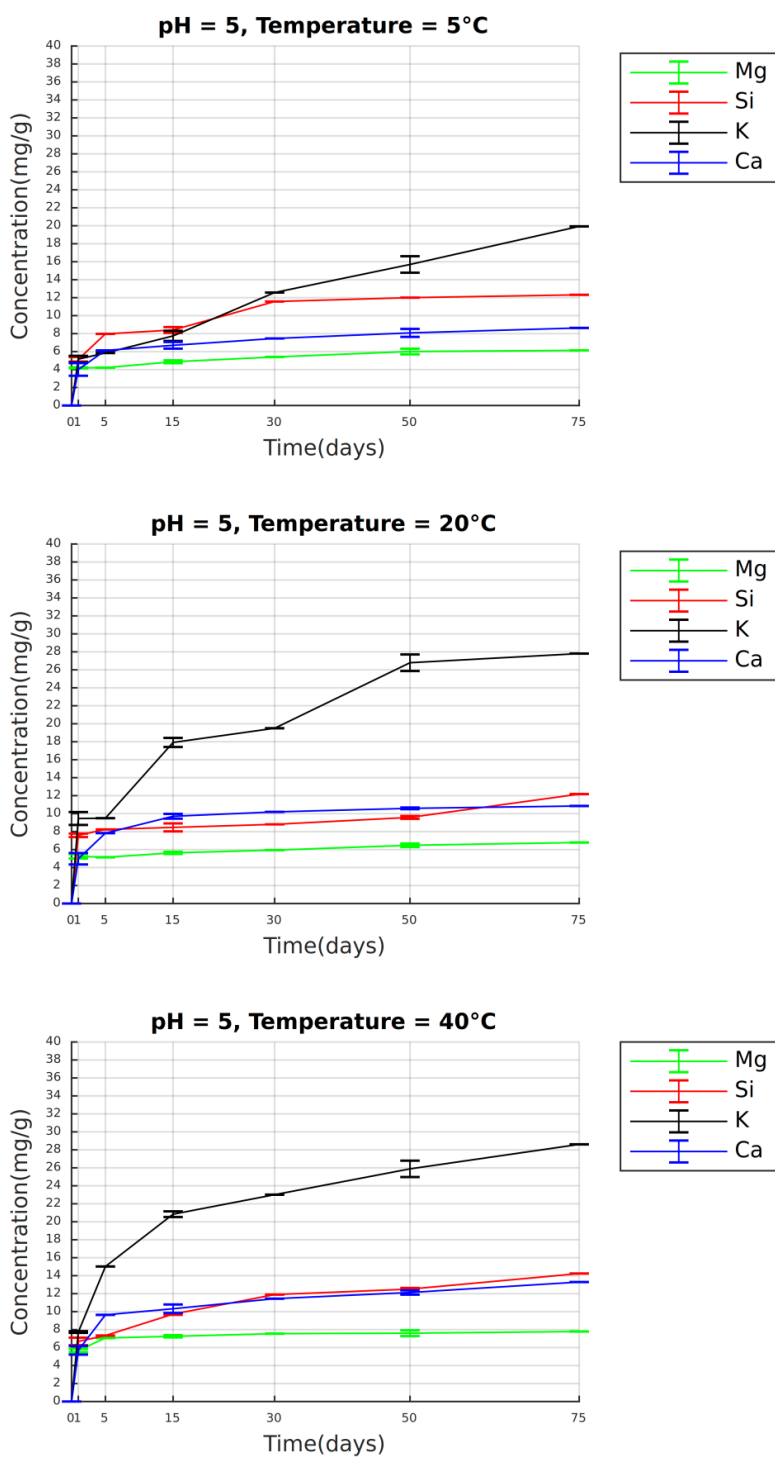 pH = 5, Temperature = 5°C
40
38
36
34
32
30
28
26
24
22
20
18
16
14
12
10
8
6
4
2
0
Concentration(mg/g)
01 5 15 30 50 75
Time(days)
Mg
Si
K
Ca
pH = 5, Temperature = 20°C
40
38
36
34
32
30
28
26
24
22
20
18
16
14
12
10
8
6
4
2
0
Concentration(mg/g)
01 5 15 30 50 75
Time(days)
Mg
Si
K
Ca
pH = 5, Temperature = 40°C
40
38
36
34
32
30
28
26
24
22
20
18
16
14
12
10
8
6
4
2
0
Concentration(mg/g)
01 5 15 30 50 75
Time(days)
Mg
Si
K
Ca